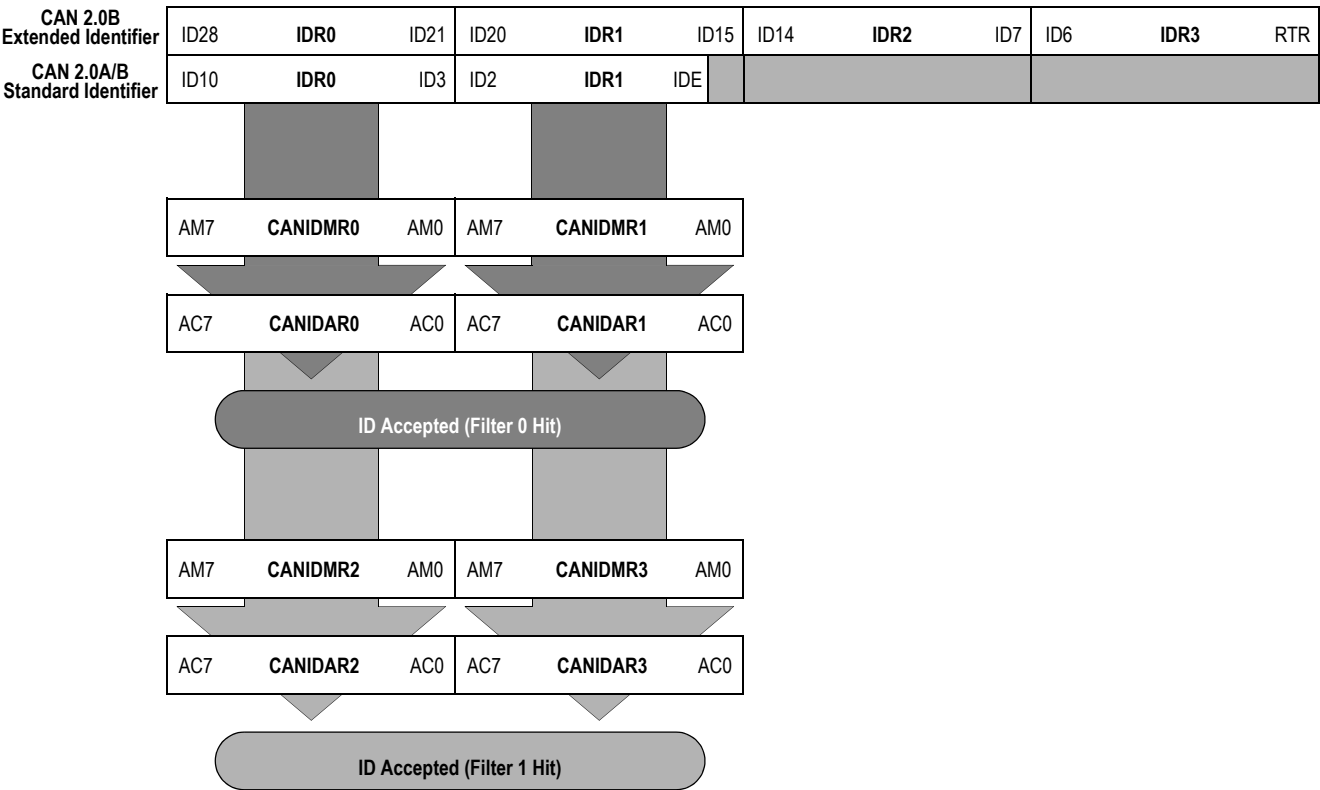 CAN 2.0B
Extended Identifier
ID28 IDR0 ID21 ID20 IDR1 ID15 ID14 IDR2 ID7 ID6 IDR3 RTR
CAN 2.0A/B
Standard Identifier
ID10 IDR0 ID3 ID2 IDR1 IDE
AM7 CANIDMR0 AM0 AM7 CANIDMR1 AM0
AC7 CANIDAR0 AC0 AC7 CANIDAR1 AC0
ID Accepted (Filter 0 Hit)
AM7 CANIDMR2 AM0 AM7 CANIDMR3 AM0
AC7 CANIDAR2 AC0 AC7 CANIDAR3 AC0
ID Accepted (Filter 1 Hit)